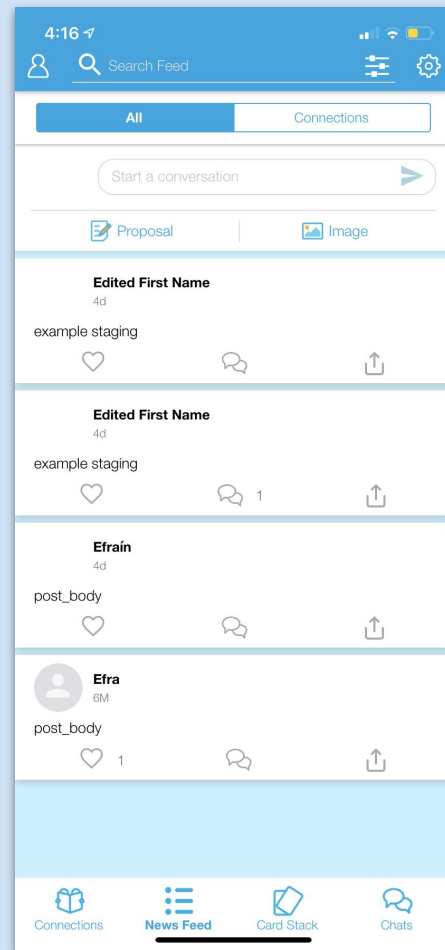 4:16
Search Feed
All Connections
Start a conversation
Proposal Image
Edited First Name
4d
example staging
Edited First Name
4d
example staging
1
Efraín
4d
post_body
Efra
6M
post_body
1
Connections News Feed Card Stack Chats